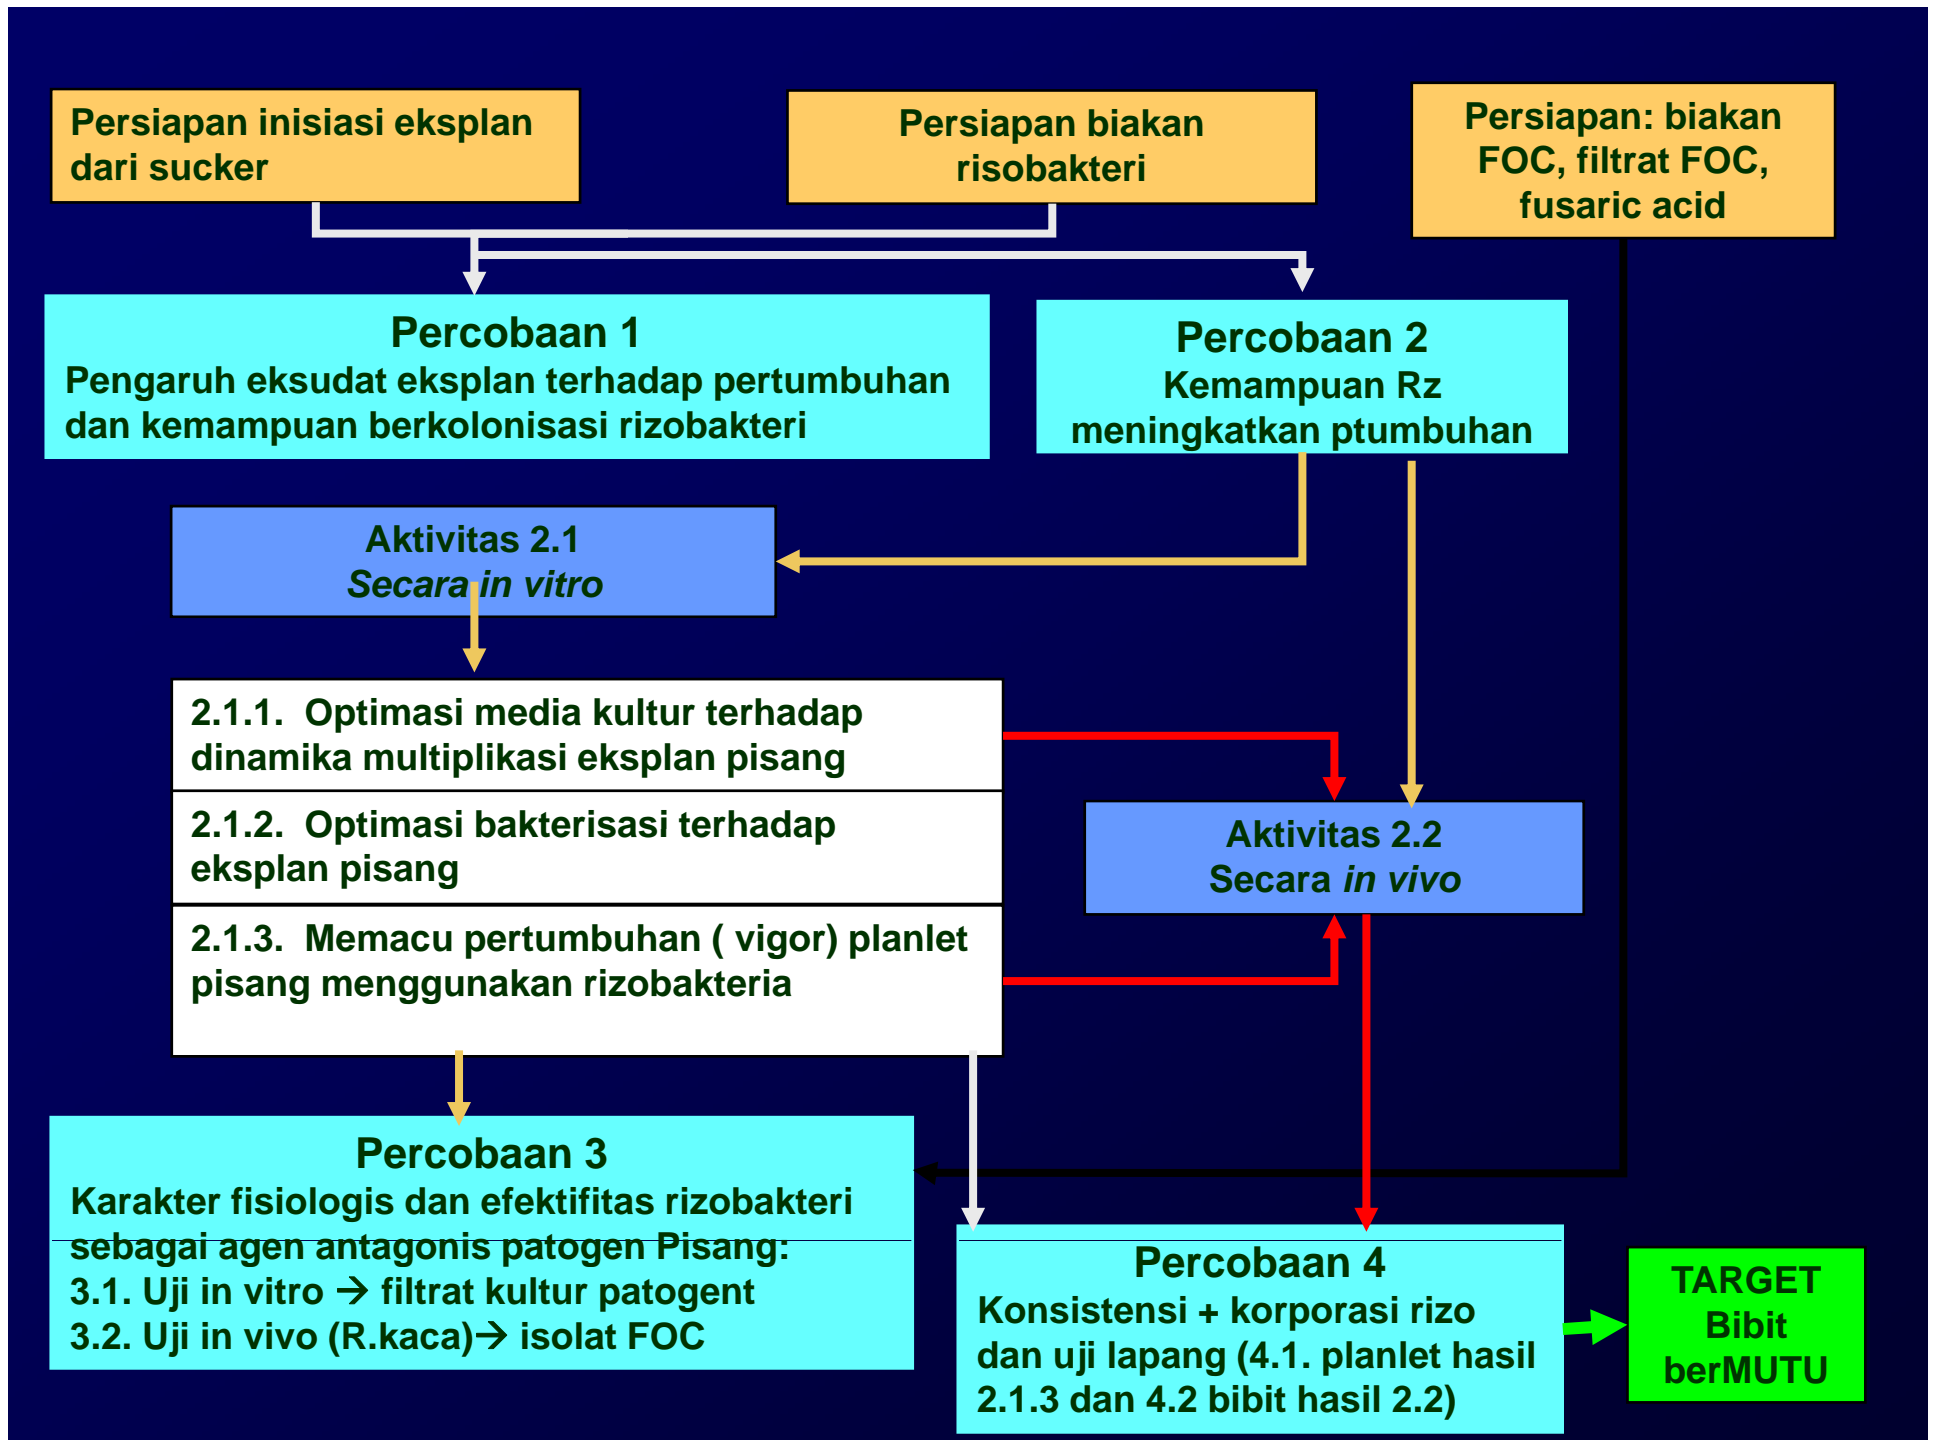 Persiapan inisiasi eksplan
dari sucker
Persiapan biakan
risobakteri
Persiapan: biakan
FOC, filtrat FOC,
fusaric acid
Percobaan 1
Pengaruh eksudat eksplan terhadap pertumbuhan
dan kemampuan berkolonisasi rizobakteri
Percobaan 2
Kemampuan Rz
meningkatkan ptumbuhan
Aktivitas 2.1
Secara in vitro
2.1.1. Optimasi media kultur terhadap
dinamika multiplikasi eksplan pisang
2.1.2. Optimasi bakterisasi terhadap
eksplan pisang
2.1.3. Memacu pertumbuhan ( vigor) planlet
pisang menggunakan rizobakteria
Aktivitas 2.2
Secara in vivo
Percobaan 3
Karakter fisiologis dan efektifitas rizobakteri
sebagai agen antagonis patogen Pisang:
3.1. Uji in vitro → filtrat kultur patogent
3.2. Uji in vivo (R.kaca)→ isolat FOC
Percobaan 4
Konsistensi + korporasi rizo
dan uji lapang (4.1. planlet hasil
2.1.3 dan 4.2 bibit hasil 2.2)
TARGET
Bibit
berMUTU